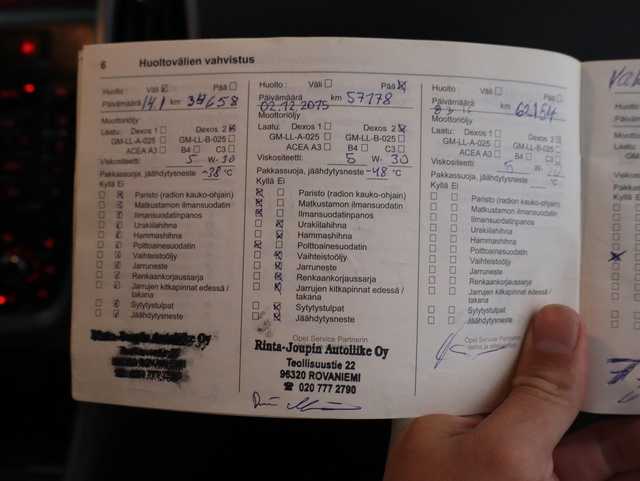 6 Huoltovälien vahvistus
Huolto: Väli Pää
Päivämäärä 14.1 km 34658
Moottoriöljy
Laatu: Dexos 1 Dexos 2
GM-LL-A-025 GM-LL-B-025
ACEA A3 B4 C3
Viskositeetti: 5 W- 30
Pakkassuoja, jäähdytysneste -28 °C
Kyllä Ei
Paristo (radion kauko-ohjain)
Matkustamon ilmansuodatin
Ilmansuodatinpanos
Urakiilahihna
Hammashihna
Polttoainesuodatin
Vaihteistoöljy
Jarruneste
Renkaankorjaussarja
Jarrujen kitkapinnat edessä /
takana
Sytytystulpat
Jäähdytysneste
Rinta-Joupin Autoliike Oy
Huolto: Väli Pää
Päivämäärä km 57178
02.12.2015
Moottoriöljy
Laatu: Dexos 1 Dexos 2
GM-LL-A-025 GM-LL-B-025
ACEA A3 B4 C3
Viskositeetti: 5 W- 30
Pakkassuoja, jäähdytysneste -48 °C
Kyllä Ei
Paristo (radion kauko-ohjain)
Matkustamon ilmansuodatin
Ilmansuodatinpanos
Urakiilahihna
Hammashihna
Polttoainesuodatin
Vaihteistoöljy
Jarruneste
Renkaankorjaussarja
Jarrujen kitkapinnat edessä /
takana
Sytytystulpat
Jäähdytysneste
Opel Service Partnerin
Rinta-Joupin Autoliike Oy
Teollisuustie 22
96320 ROVANIEMI
☎ 020 777 2790
Huolto: Väli Pää
Päivämäärä km 62154
Moottoriöljy
Laatu: Dexos 1 Dexos 2
GM-LL-A-025 GM-LL-B-025
ACEA A3 B4 C3
Viskositeetti: 5 W-
Pakkassuoja, jäähdytysneste °C
Kyllä Ei
Paristo (radion kauko-ohjain)
Matkustamon ilmansuodatin
Ilmansuodatinpanos
Urakiilahihna
Hammashihna
Polttoainesuodatin
Vaihteistoöljy
Jarruneste
Renkaankorjaussarja
Jarrujen kitkapinnat edessä /
takana
Sytytystulpat
Jäähdytysneste
Opel Service